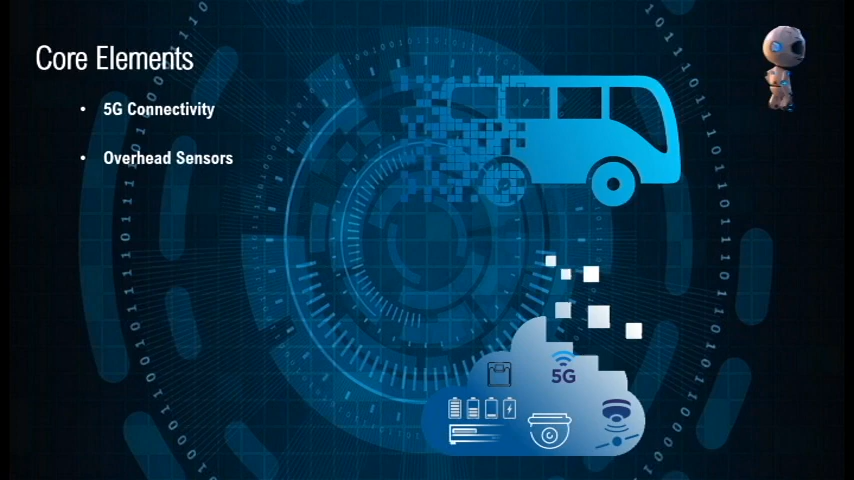 Core Elements
• 5G Connectivity
• Overhead Sensors
5G